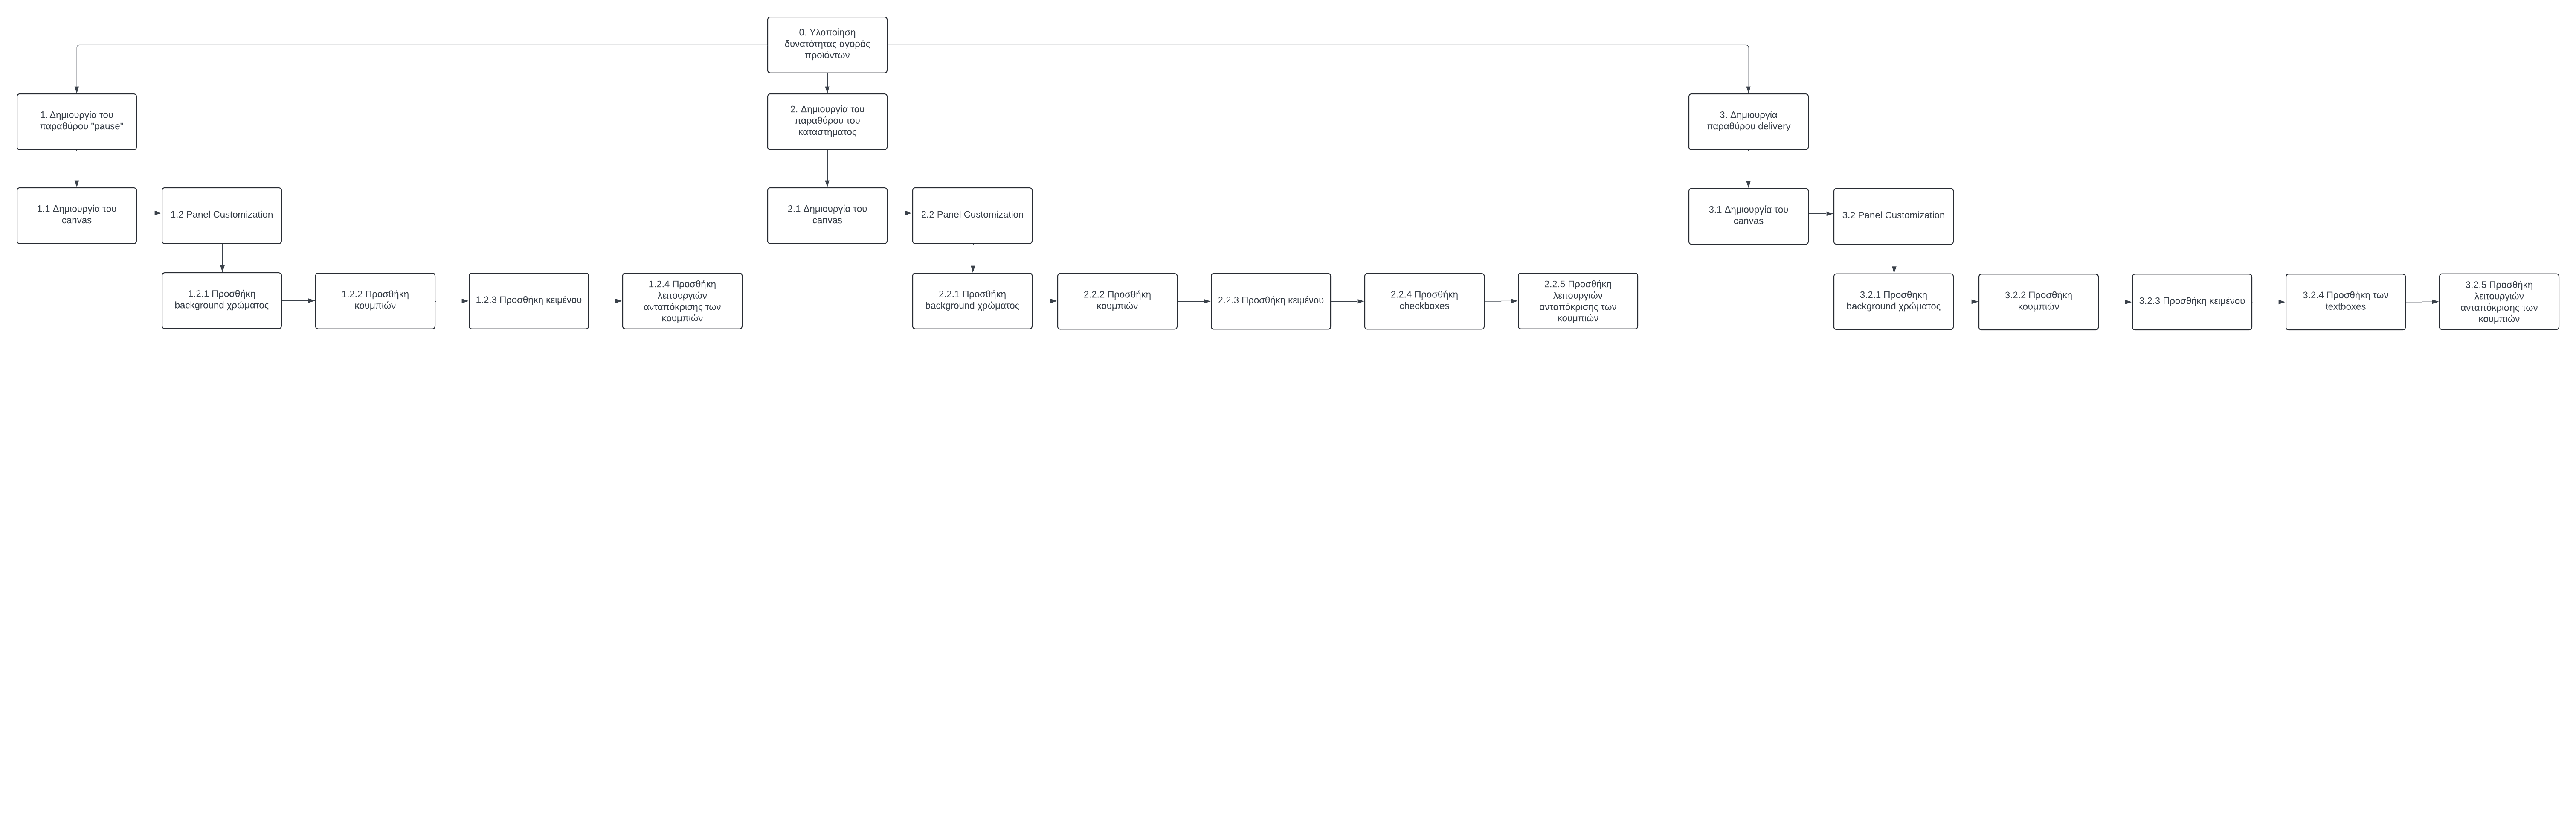 0. Υλοποίηση
δυνατότητας αγοράς
προϊόντων
1. Δημιουργία του
παραθύρου "pause"
2. Δημιουργία του
παραθύρου του
καταστήματος
3. Δημιουργία
παραθύρου delivery
1.1 Δημιουργία του
canvas
1.2 Panel Customization
2.1 Δημιουργία του
canvas
2.2 Panel Customization
3.1 Δημιουργία του
canvas
3.2 Panel Customization
1.2.1 Προσθήκη
background χρώματος
1.2.2 Προσθήκη
κουμπιών
1.2.3 Προσθήκη κειμένου
1.2.4 Προσθήκη
λειτουργιών
ανταπόκρισης των
κουμπιών
2.2.1 Προσθήκη
background χρώματος
2.2.2 Προσθήκη
κουμπιών
2.2.3 Προσθήκη κειμένου
2.2.4 Προσθήκη
checkboxes
2.2.5 Προσθήκη
λειτουργιών
ανταπόκρισης των
κουμπιών
3.2.1 Προσθήκη
background χρώματος
3.2.2 Προσθήκη
κουμπιών
3.2.3 Προσθήκη κειμένου
3.2.4 Προσθήκη των
textboxes
3.2.5 Προσθήκη
λειτουργιών
ανταπόκρισης των
κουμπιών